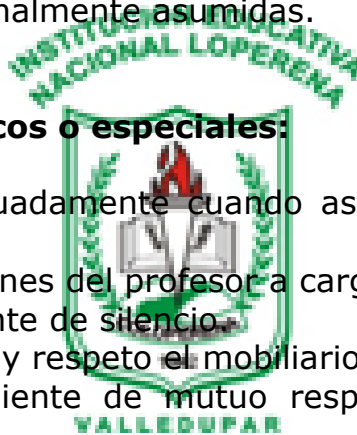 nalmente asumidas.
INSTITUCION EDUCATIVA
NACIONAL LOPERENA
cos o especiales:
uadamente cuando as
nes del profesor a carg
nte de silencio.
y respeto el mobiliario
iente de mutuo resp
VALLEDUPAR